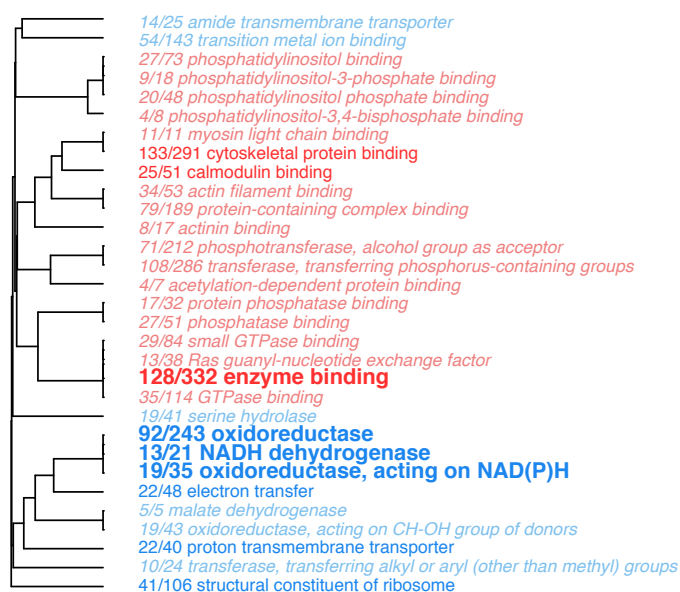 14/25 amide transmembrane transporter
54/143 transition metal ion binding
27/73 phosphatidylinositol binding
9/18 phosphatidylinositol-3-phosphate binding
20/48 phosphatidylinositol phosphate binding
4/8 phosphatidylinositol-3,4-bisphosphate binding
11/11 myosin light chain binding
133/291 cytoskeletal protein binding
25/51 calmodulin binding
34/53 actin filament binding
79/189 protein-containing complex binding
8/17 actinin binding
71/212 phosphotransferase, alcohol group as acceptor
108/286 transferase, transferring phosphorus-containing groups
4/7 acetylation-dependent protein binding
17/32 protein phosphatase binding
27/51 phosphatase binding
29/84 small GTPase binding
13/38 Ras guanyl-nucleotide exchange factor
128/332 enzyme binding
35/114 GTPase binding
19/41 serine hydrolase
92/243 oxidoreductase
13/21 NADH dehydrogenase
19/35 oxidoreductase, acting on NAD(P)H
22/48 electron transfer
5/5 malate dehydrogenase
19/43 oxidoreductase, acting on CH-OH group of donors
22/40 proton transmembrane transporter
10/24 transferase, transferring alkyl or aryl (other than methyl) groups
41/106 structural constituent of ribosome